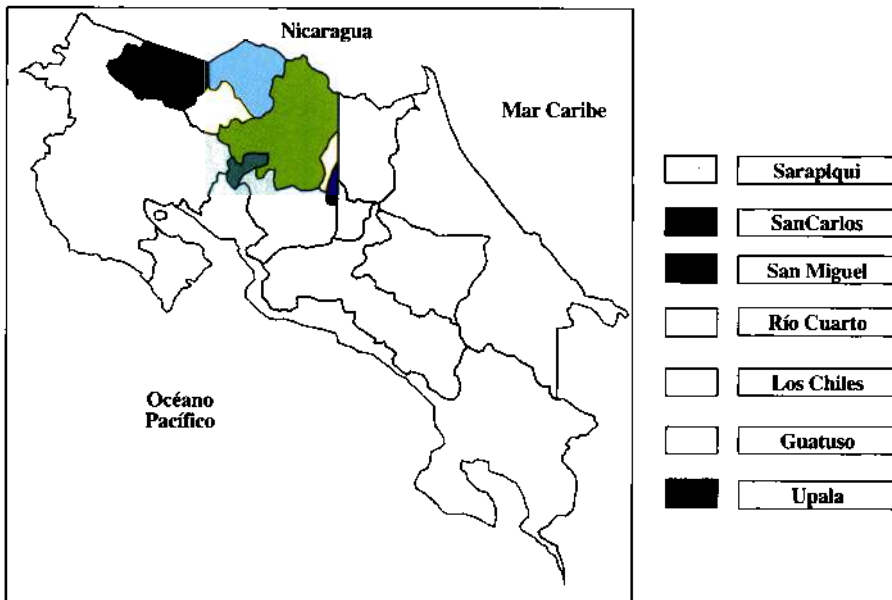 Nicaragua
Mar Caribe
Océano
Pacífico
Sarapiqui
SanCarlos
San Miguel
Río Cuarto
Los Chiles
Guatuso
Upala